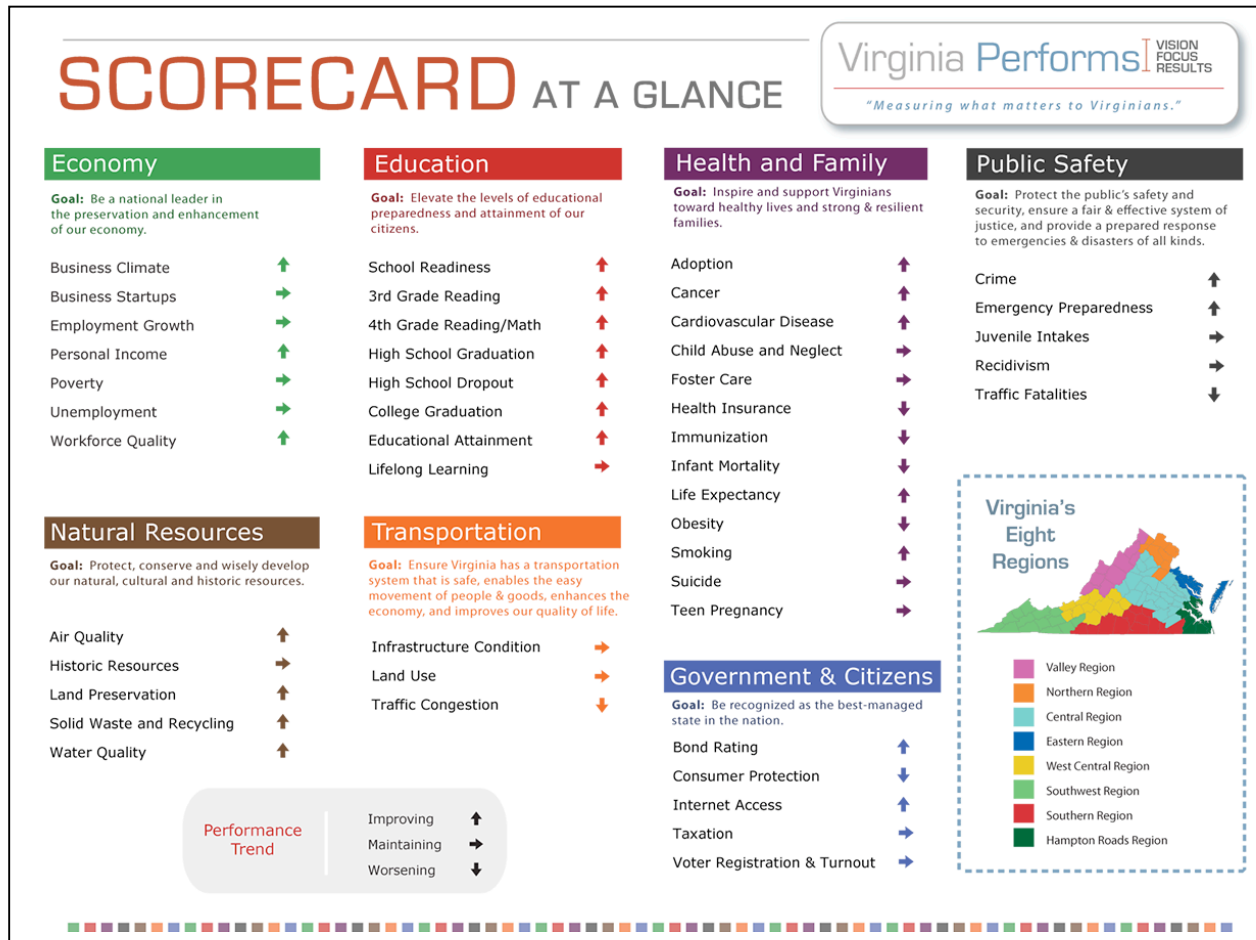 SCORECARD AT A GLANCE
Virginia Performs
VISION
FOCUS
RESULTS
"Measuring what matters to Virginians."
Economy
Goal: Be a national leader in
the preservation and enhancement
of our economy.
Business Climate
Business Startups
Employment Growth
Personal Income
Poverty
Unemployment
Workforce Quality
Education
Goal: Elevate the levels of educational
preparedness and attainment of our
citizens.
School Readiness
3rd Grade Reading
4th Grade Reading/Math
High School Graduation
High School Dropout
College Graduation
Educational Attainment
Lifelong Learning
Health and Family
Goal: Inspire and support Virginians
toward healthy lives and strong & resilient
families.
Adoption
Cancer
Cardiovascular Disease
Child Abuse and Neglect
Foster Care
Health Insurance
Immunization
Infant Mortality
Life Expectancy
Obesity
Smoking
Suicide
Teen Pregnancy
Public Safety
Goal: Protect the public's safety and
security, ensure a fair & effective system of
justice, and provide a prepared response
to emergencies & disasters of all kinds.
Crime
Emergency Preparedness
Juvenile Intakes
Recidivism
Traffic Fatalities
Natural Resources
Goal: Protect, conserve and wisely develop
our natural, cultural and historic resources.
Air Quality
Historic Resources
Land Preservation
Solid Waste and Recycling
Water Quality
Transportation
Goal: Ensure Virginia has a transportation
system that is safe, enables the easy
movement of people & goods, enhances the
economy, and improves our quality of life.
Infrastructure Condition
Land Use
Traffic Congestion
Government & Citizens
Goal: Be recognized as the best-managed
state in the nation.
Bond Rating
Consumer Protection
Internet Access
Taxation
Voter Registration & Turnout
Virginia's
Eight
Regions
Valley Region
Northern Region
Central Region
Eastern Region
West Central Region
Southwest Region
Southern Region
Hampton Roads Region
Performance
Trend
Improving
Maintaining
Worsening